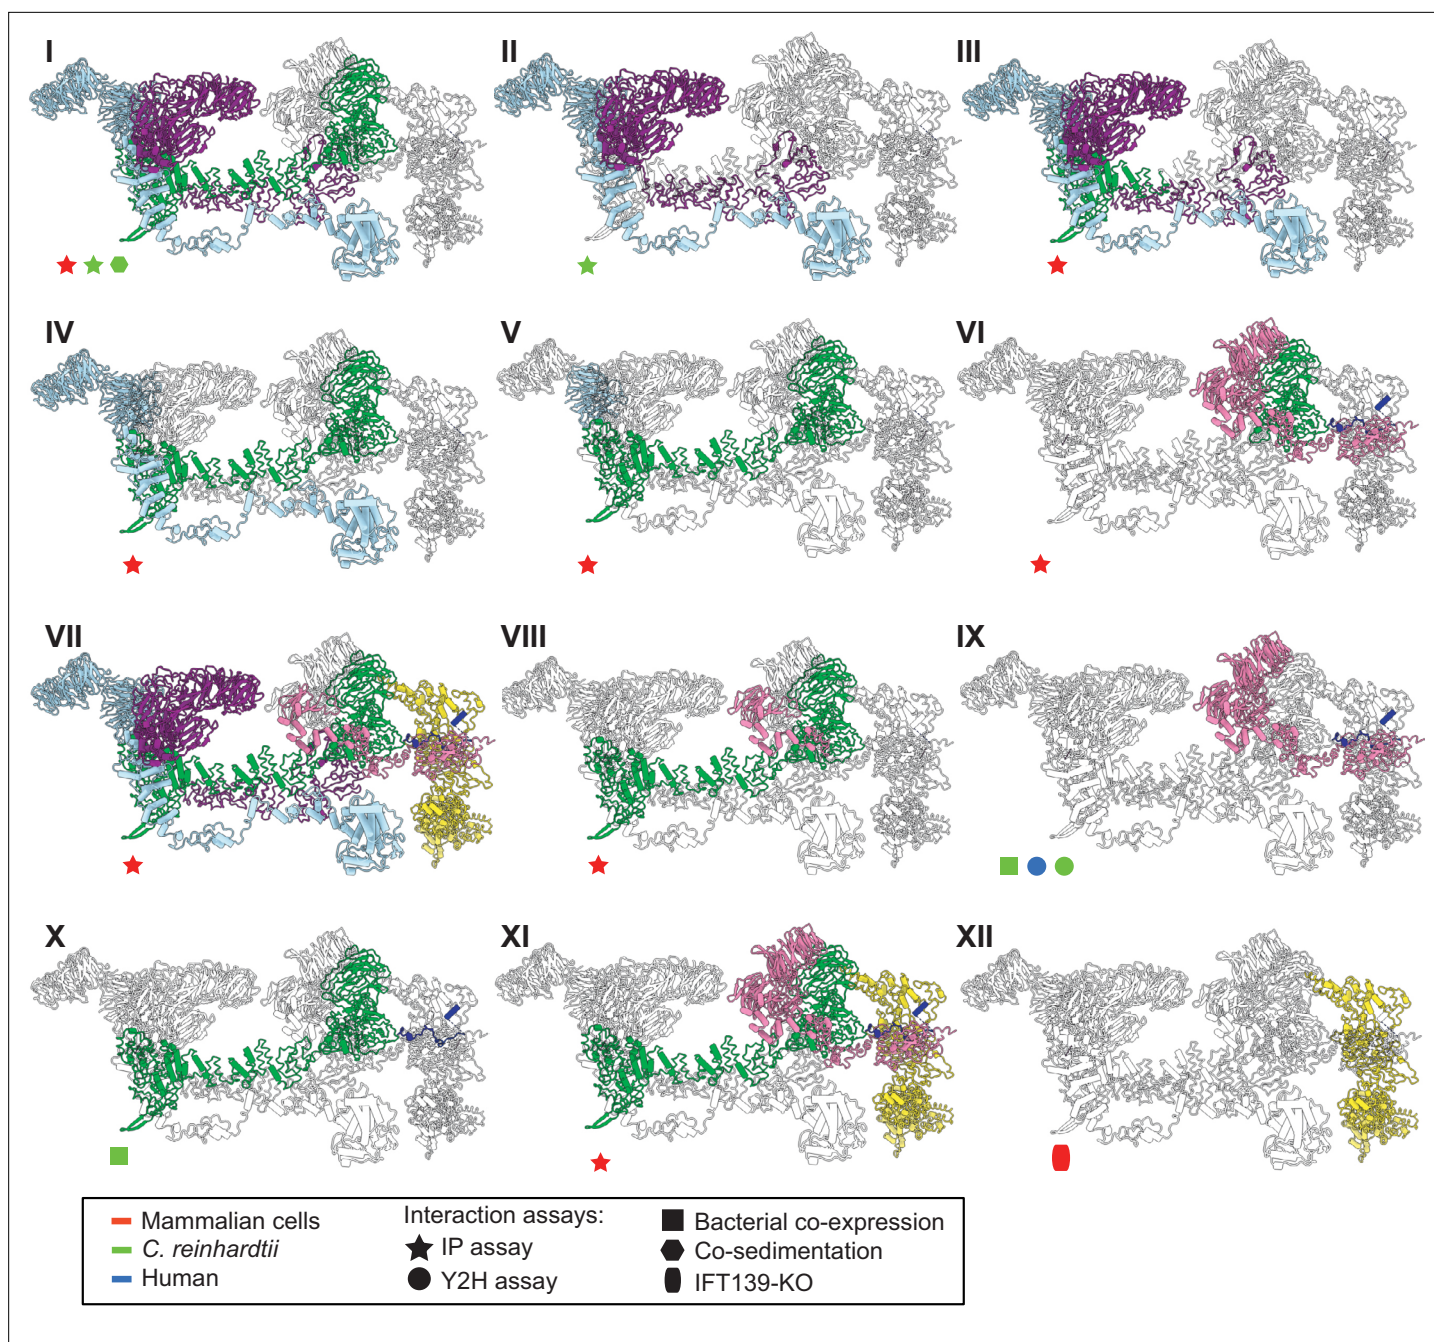 I
II
III
IV
V
VI
VII
VIII
IX
X
XI
XII
Mammalian cells
C. reinhardtii
Human
Interaction assays:
IP assay
Y2H assay
Bacterial co-expression
Co-sedimentation
IFT139-KO